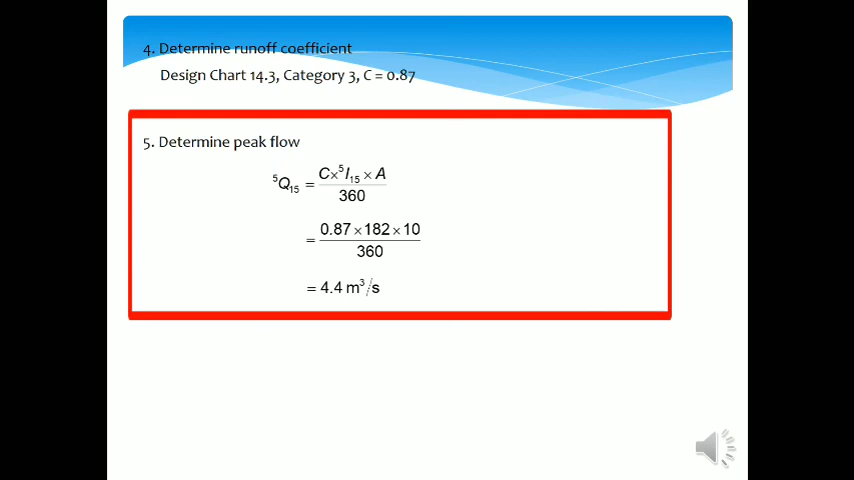 4. Determine runoff coefficient
Design Chart 14.3, Category 3, C = 0.87
5. Determine peak flow
⁵Q₁₅ = C×⁵I₁₅ × A / 360
= 0.87 × 182 × 10 / 360
= 4.4 m³/s